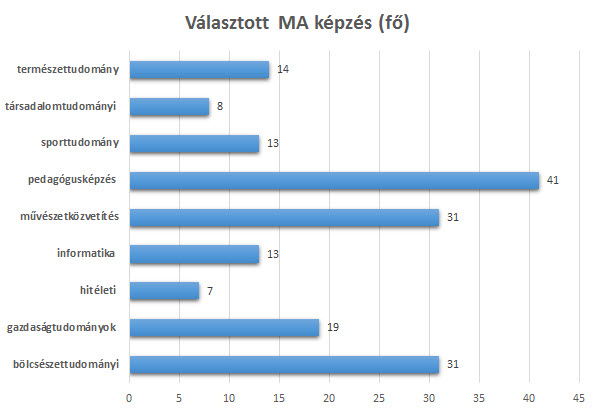 Választott MA képzés (fő)
természettudomány 14
társadalomtudományi 8
sporttudomány 13
pedagógusképzés 41
művészetközvetítés 31
informatika 13
hitéleti 7
gazdaságtudományok 19
bölcsészettudományi 31
0 5 10 15 20 25 30 35 40 45